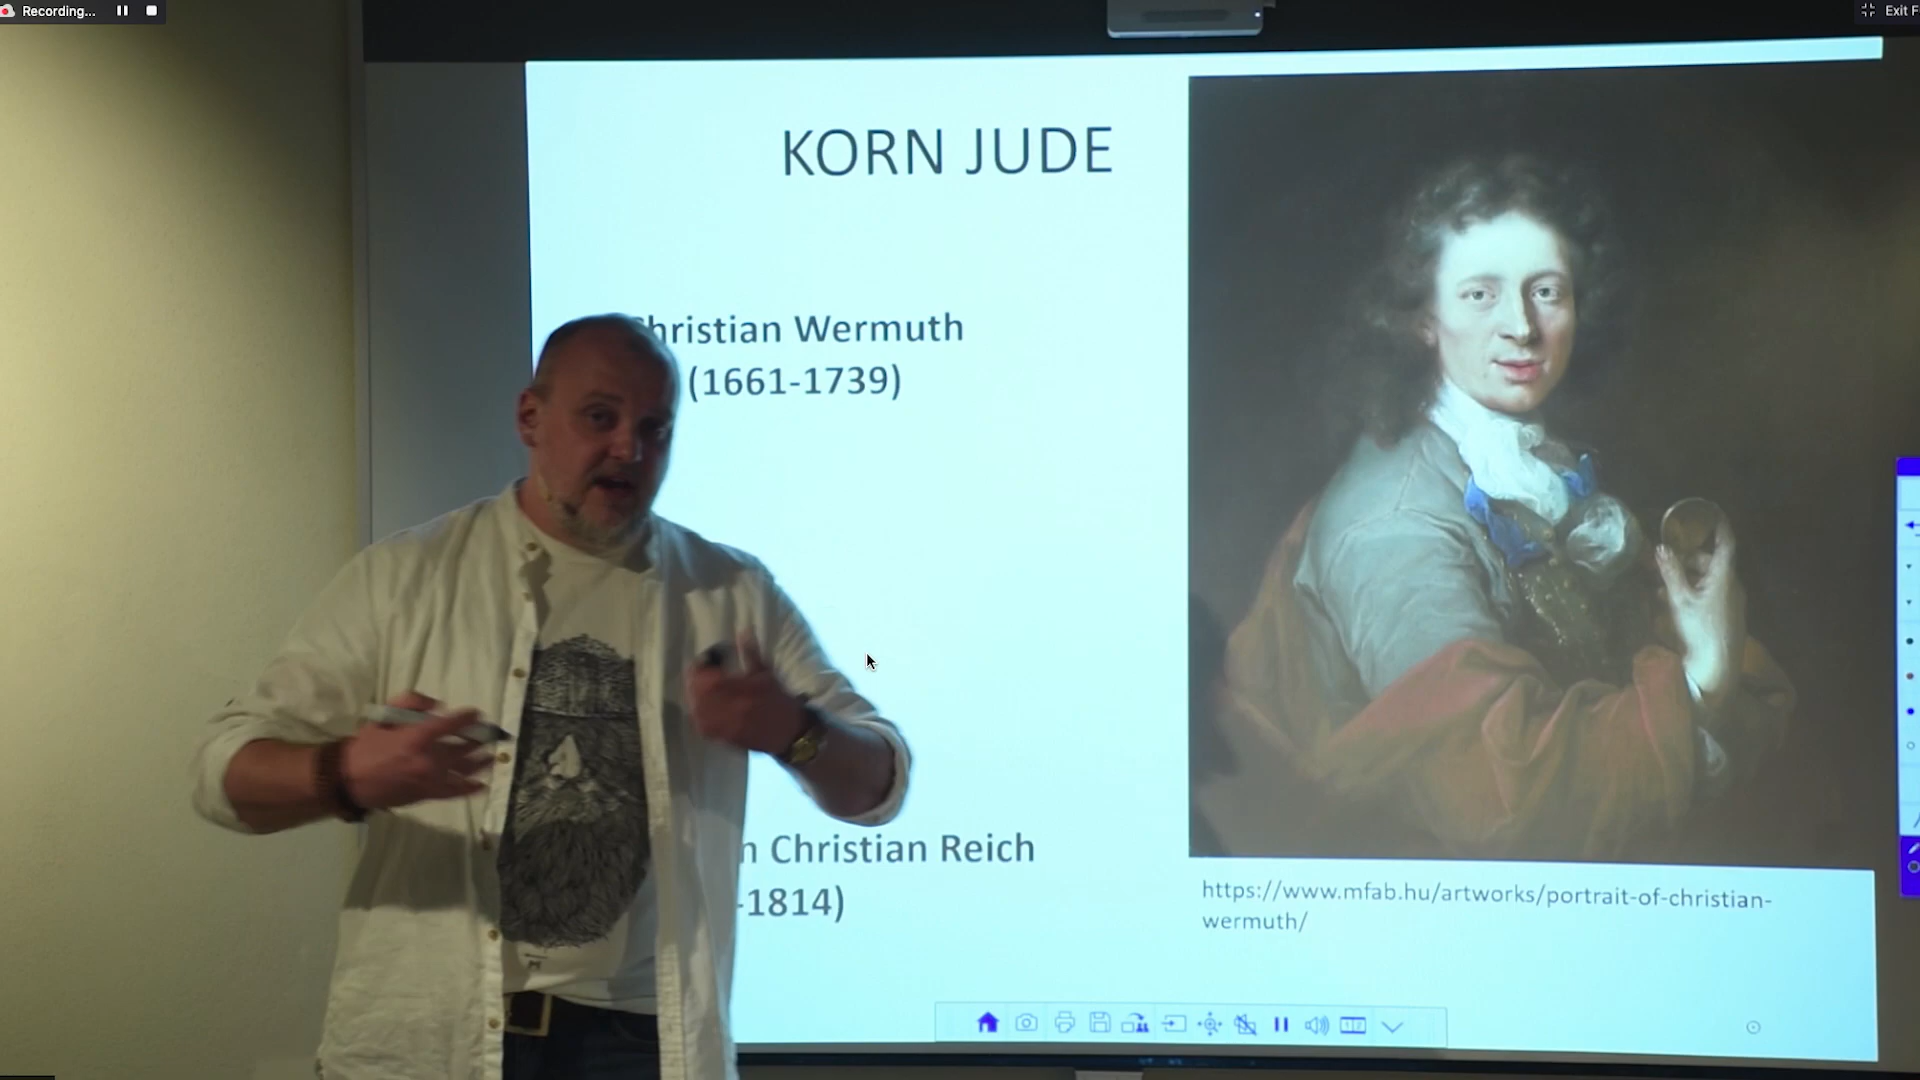 Recording...
Exit F
KORN JUDE
Christian Wermuth
(1661-1739)
n Christian Reich
-1814)
https://www.mfab.hu/artworks/portrait-of-christian-
wermuth/